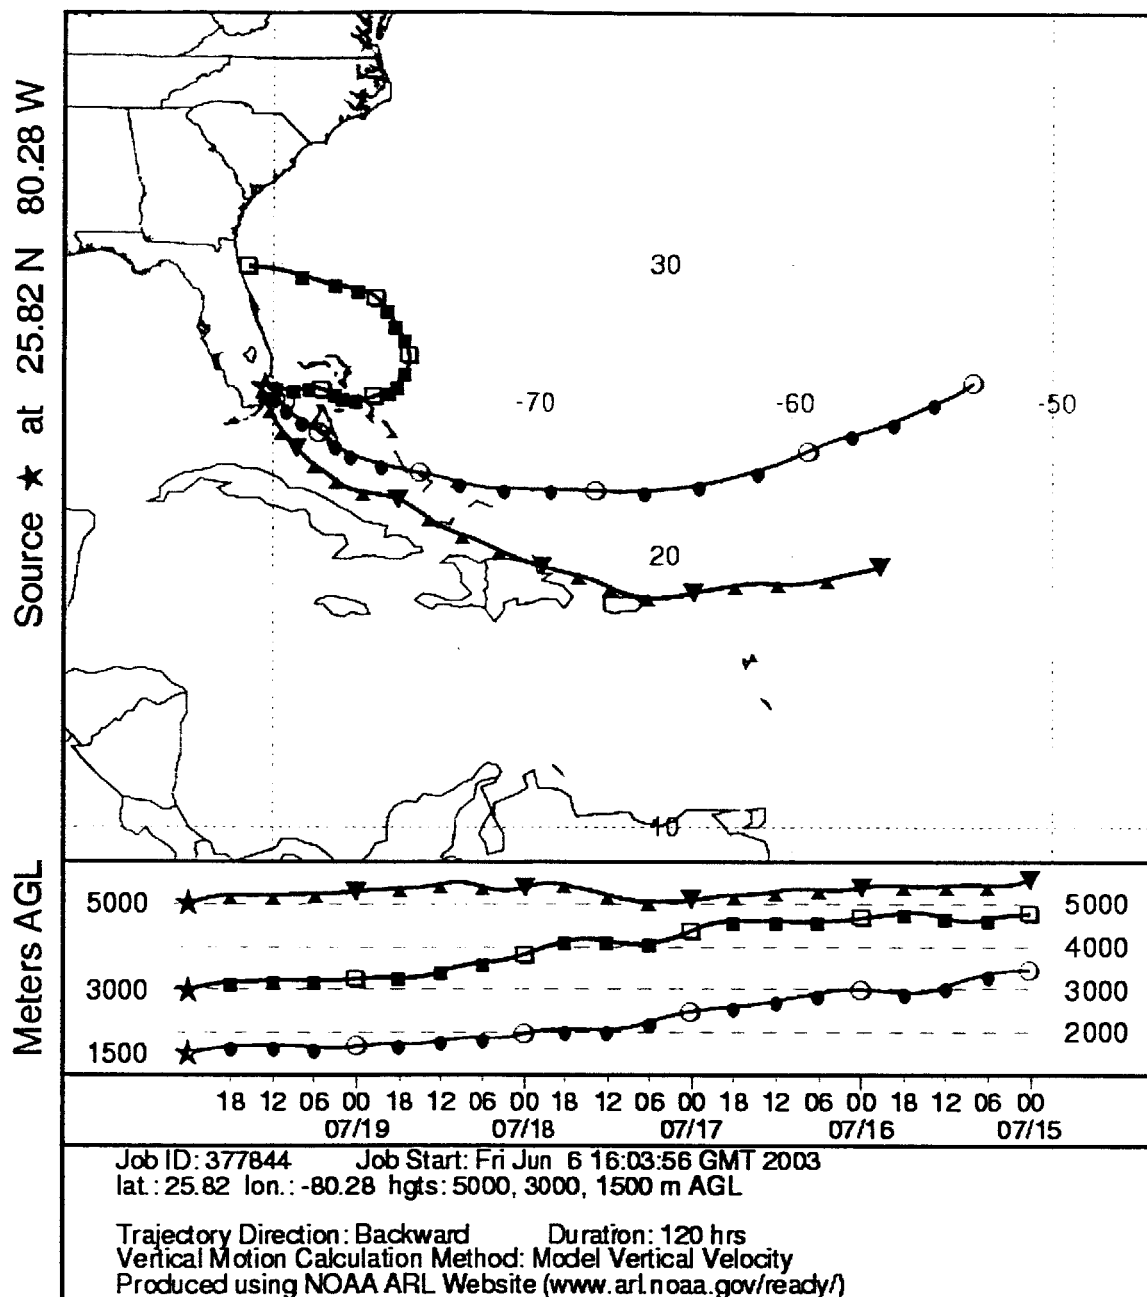 Source ★ at 25.82 N 80.28 W
30
-70
-60
-50
20
10
Meters AGL
5000
3000
1500
5000
4000
3000
2000
18 12 06 00 18 12 06 00 18 12 06 00 18 12 06 00 18 12 06 00
07/19 07/18 07/17 07/16 07/15
Job ID: 377844 Job Start: Fri Jun 6 16:03:56 GMT 2003
lat.: 25.82 lon.: -80.28 hgts: 5000, 3000, 1500 m AGL
Trajectory Direction: Backward Duration: 120 hrs
Vertical Motion Calculation Method: Model Vertical Velocity
Produced using NOAA ARL Website (www.arl.noaa.gov/ready/)